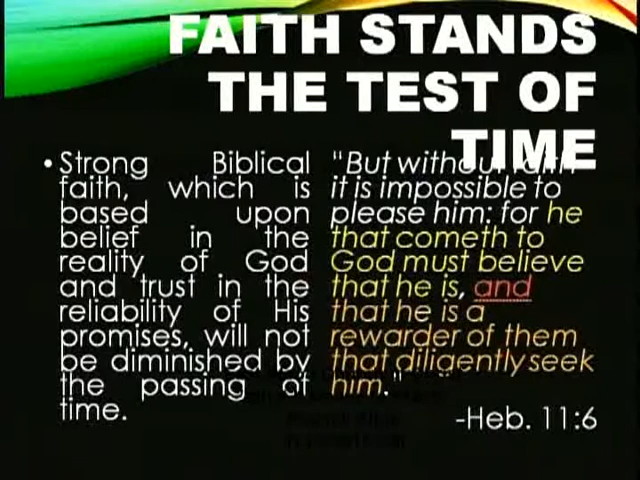 FAITH STANDS
THE TEST OF
TIME
• Strong Biblical
faith, which is
based upon
belief in the
reality of God
and trust in the
reliability of His
promises, will not
be diminished by
the passing of
time.
"But without faith
it is impossible to
please him: for he
that cometh to
God must believe
that he is, and
that he is a
rewarder of them
that diligently seek
him."
-Heb. 11:6